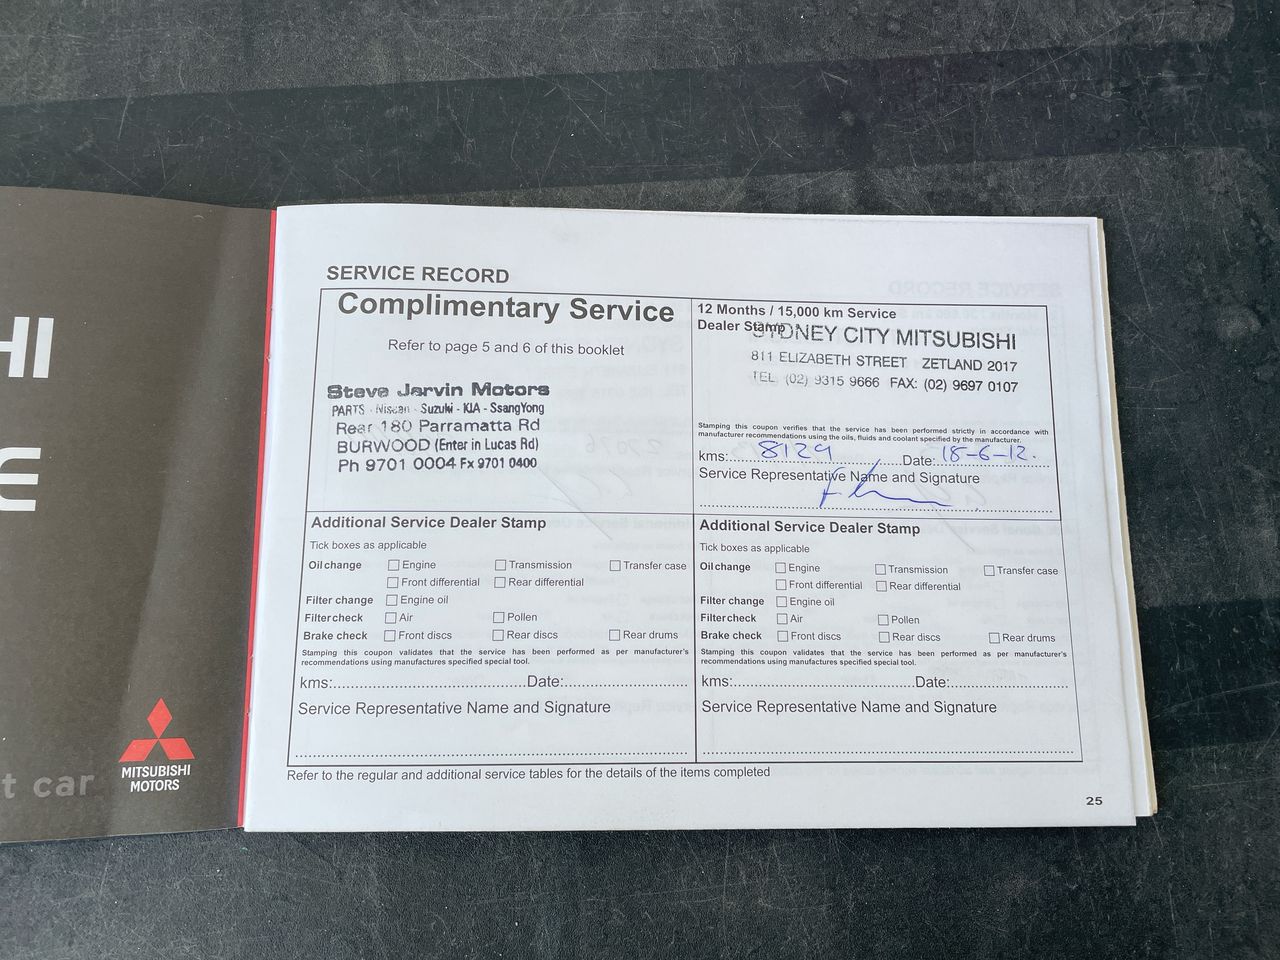 HI
E
t car
MITSUBISHI
MOTORS
SERVICE RECORD
Complimentary Service
Refer to page 5 and 6 of this booklet
Steve Jarvin Motors
PARTS - Nissan - Suzuki - KIA - SsangYong
Rear 180 Parramatta Rd
BURWOOD (Enter in Lucas Rd)
Ph 9701 0004 Fx 9701 0400
12 Months / 15,000 km Service
Dealer Stamp
SYDNEY CITY MITSUBISHI
811 ELIZABETH STREET ZETLAND 2017
TEL (02) 9315 9666 FAX: (02) 9697 0107
Stamping this coupon verifies that the service has been performed strictly in accordance with
manufacturer recommendations using the oils, fluids and coolant specified by the manufacturer.
kms: 8129 Date: 18-6-12.
Service Representative Name and Signature
Additional Service Dealer Stamp
Tick boxes as applicable
Oil change Engine Transmission Transfer case
Front differential Rear differential
Filter change Engine oil
Filter check Air Pollen
Brake check Front discs Rear discs Rear drums
Stamping this coupon validates that the service has been performed as per manufacturer's
recommendations using manufactures specified special tool.
kms:..............................Date:..............................
Service Representative Name and Signature
Additional Service Dealer Stamp
Tick boxes as applicable
Oil change Engine Transmission Transfer case
Front differential Rear differential
Filter change Engine oil
Filter check Air Pollen
Brake check Front discs Rear discs Rear drums
Stamping this coupon validates that the service has been performed as per manufacturer's
recommendations using manufactures specified special tool.
kms:..............................Date:..............................
Service Representative Name and Signature
Refer to the regular and additional service tables for the details of the items completed
25